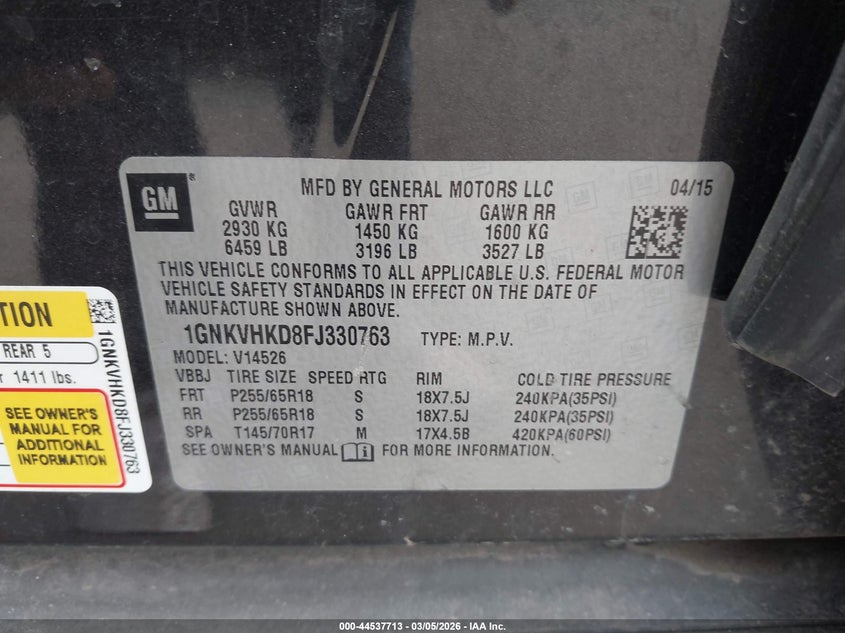 GM
MFD BY GENERAL MOTORS LLC 04/15
GVWR GAWR FRT GAWR RR
2930 KG 1450 KG 1600 KG
6459 LB 3196 LB 3527 LB
THIS VEHICLE CONFORMS TO ALL APPLICABLE U.S. FEDERAL MOTOR
VEHICLE SAFETY STANDARDS IN EFFECT ON THE DATE OF
MANUFACTURE SHOWN ABOVE.
1GNKVHKD8FJ330763 TYPE: M.P.V.
MODEL: V14526
VBBJ TIRE SIZE SPEED RTG RIM COLD TIRE PRESSURE
FRT P255/65R18 S 18X7.5J 240KPA(35PSI)
RR P255/65R18 S 18X7.5J 240KPA(35PSI)
SPA T145/70R17 M 17X4.5B 420KPA(60PSI)
SEE OWNER'S MANUAL FOR MORE INFORMATION.
REAR 5
1411 lbs.
SEE OWNER'S
MANUAL FOR
ADDITIONAL
INFORMATION
1GNKVHKD8FJ330763
000-44537713 - 03/05/2026 - IAA Inc.